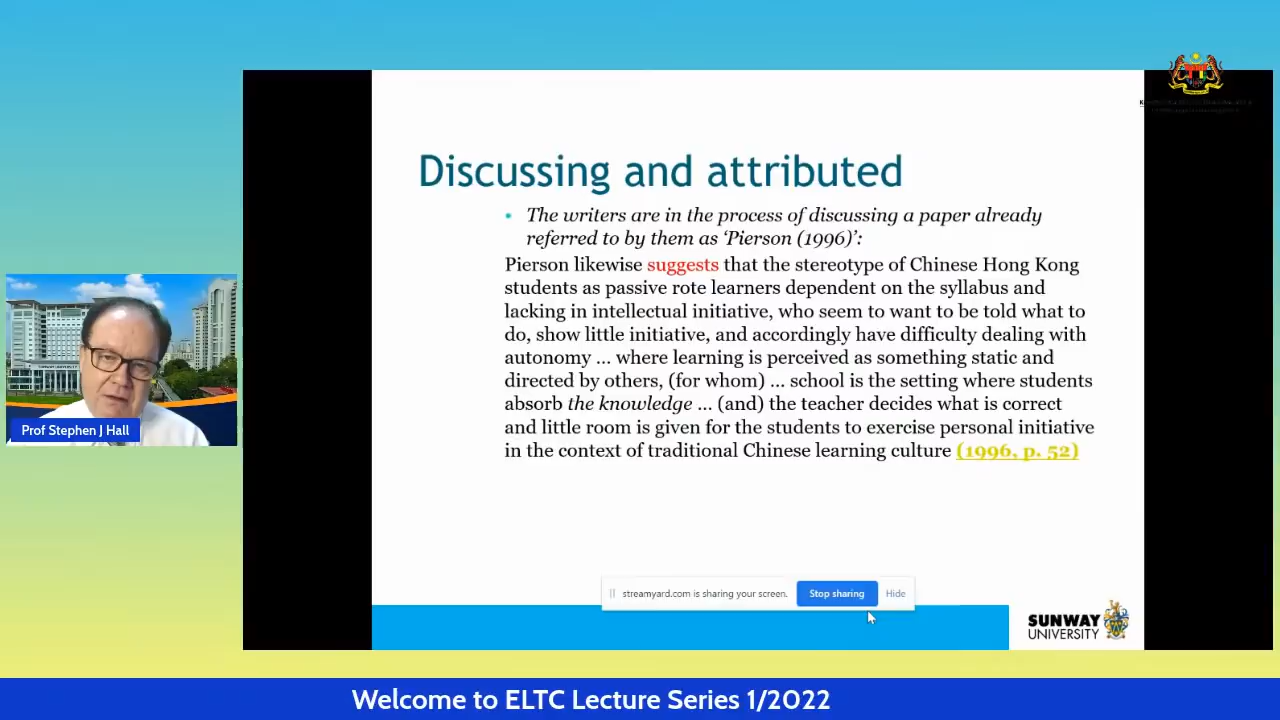 Discussing and attributed
• The writers are in the process of discussing a paper already
referred to by them as ‘Pierson (1996)’:
Pierson likewise suggests that the stereotype of Chinese Hong Kong
students as passive rote learners dependent on the syllabus and
lacking in intellectual initiative, who seem to want to be told what to
do, show little initiative, and accordingly have difficulty dealing with
autonomy ... where learning is perceived as something static and
directed by others, (for whom) ... school is the setting where students
absorb the knowledge ... (and) the teacher decides what is correct
and little room is given for the students to exercise personal initiative
in the context of traditional Chinese learning culture (1996, p. 52)
Prof Stephen J Hall
streamyard.com is sharing your screen.
Stop sharing
Hide
SUNWAY
UNIVERSITY
Welcome to ELTC Lecture Series 1/2022